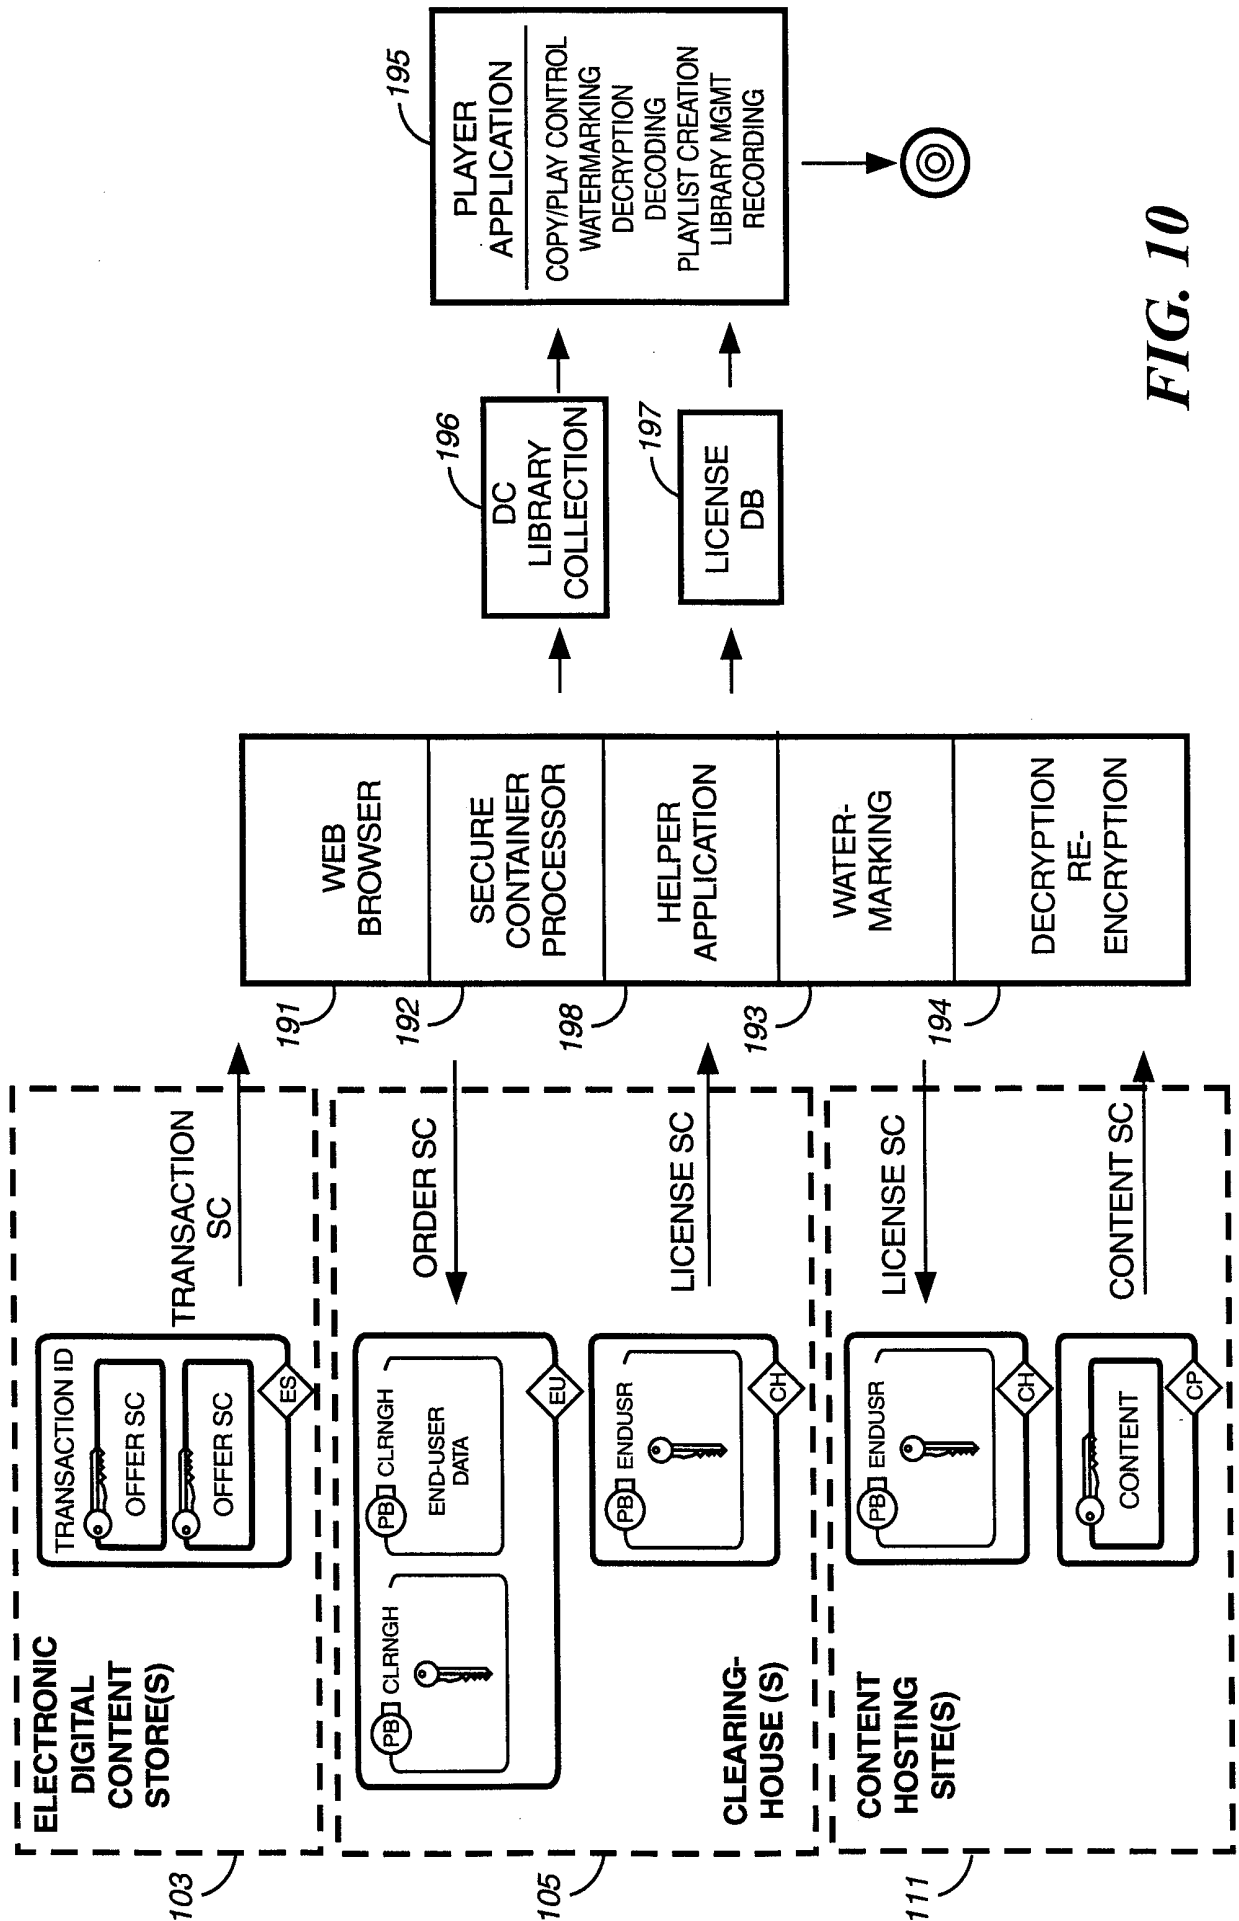 ELECTRONIC
DIGITAL
CONTENT
STORE(S)
103
TRANSACTION ID
OFFER SC
OFFER SC
ES
TRANSACTION
SC
PB CLRNGH
PB CLRNGH
END-USER
DATA
EU
ORDER SC
CLEARING-
HOUSE (S)
105
PB ENDUSR
CH
LICENSE SC
CONTENT
HOSTING
SITE(S)
111
PB ENDUSR
CH
LICENSE SC
CONTENT
CP
CONTENT SC
191
WEB
BROWSER
192
SECURE
CONTAINER
PROCESSOR
198
HELPER
APPLICATION
193
WATER-
MARKING
194
DECRYPTION
RE-
ENCRYPTION
196
DC
LIBRARY
COLLECTION
197
LICENSE
DB
195
PLAYER
APPLICATION
COPY/PLAY CONTROL
WATERMARKING
DECRYPTION
DECODING
PLAYLIST CREATION
LIBRARY MGMT
RECORDING
FIG. 10